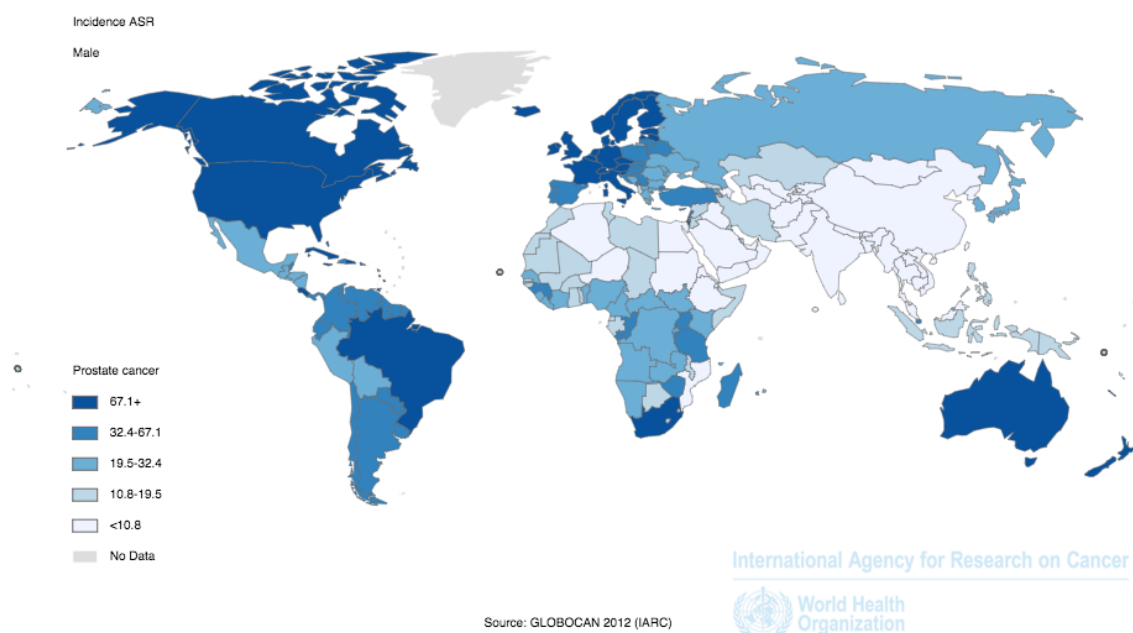 Incidence ASR
Male
Prostate cancer
67.1+
32.4-67.1
19.5-32.4
10.8-19.5
<10.8
No Data
International Agency for Research on Cancer
World Health
Organization
Source: GLOBOCAN 2012 (IARC)